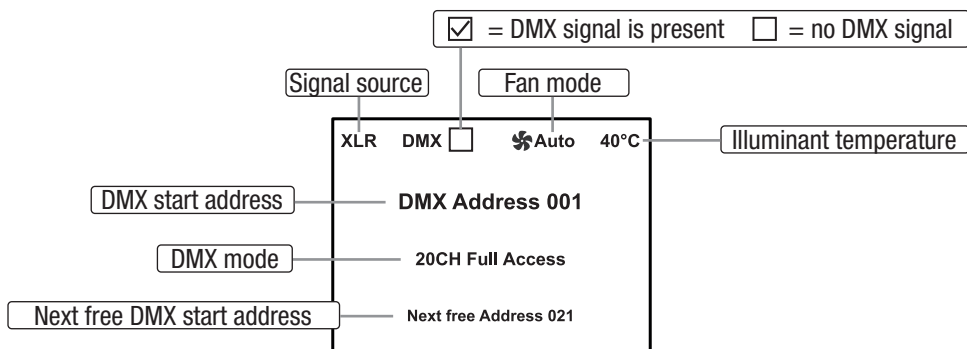 = DMX signal is present = no DMX signal
Signal source Fan mode
XLR DMX Auto 40°C Illuminant temperature
DMX start address DMX Address 001
DMX mode 20CH Full Access
Next free DMX start address Next free Address 021